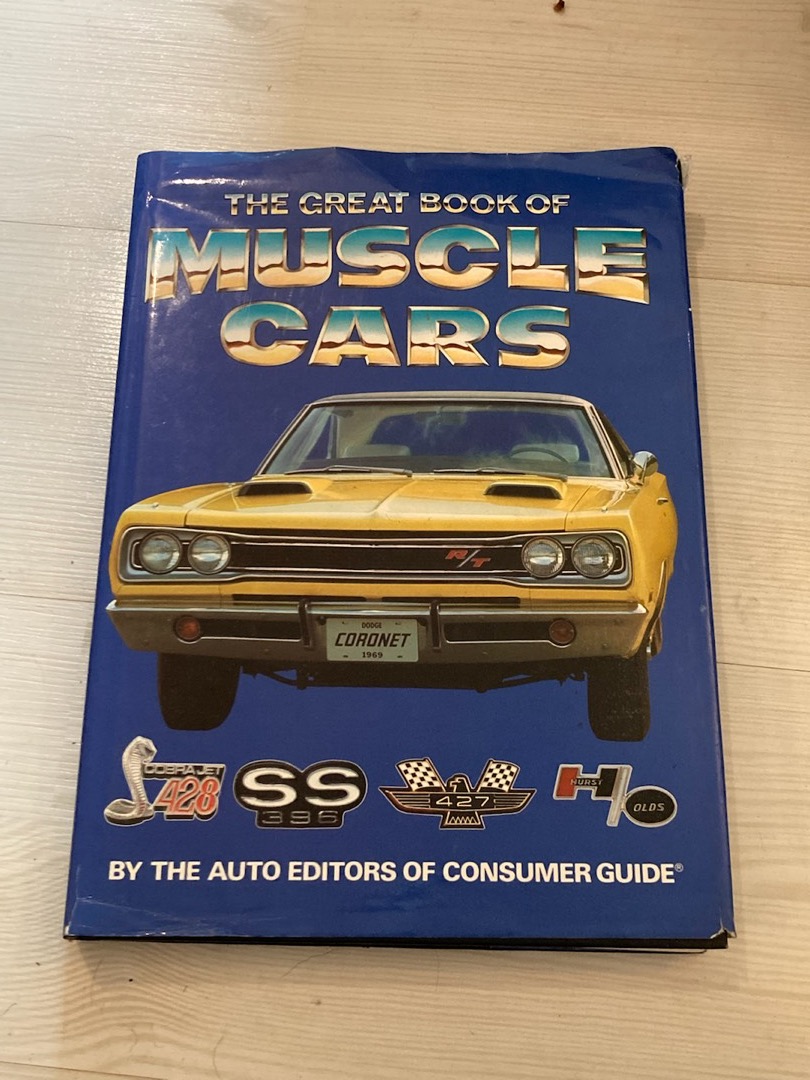 THE GREAT BOOK OF
MUSCLE
CARS
R/T
DODGE
CORONET
1969
COBRA JET
428
SS
396
427
HURST
H/O
OLDS
BY THE AUTO EDITORS OF CONSUMER GUIDE®